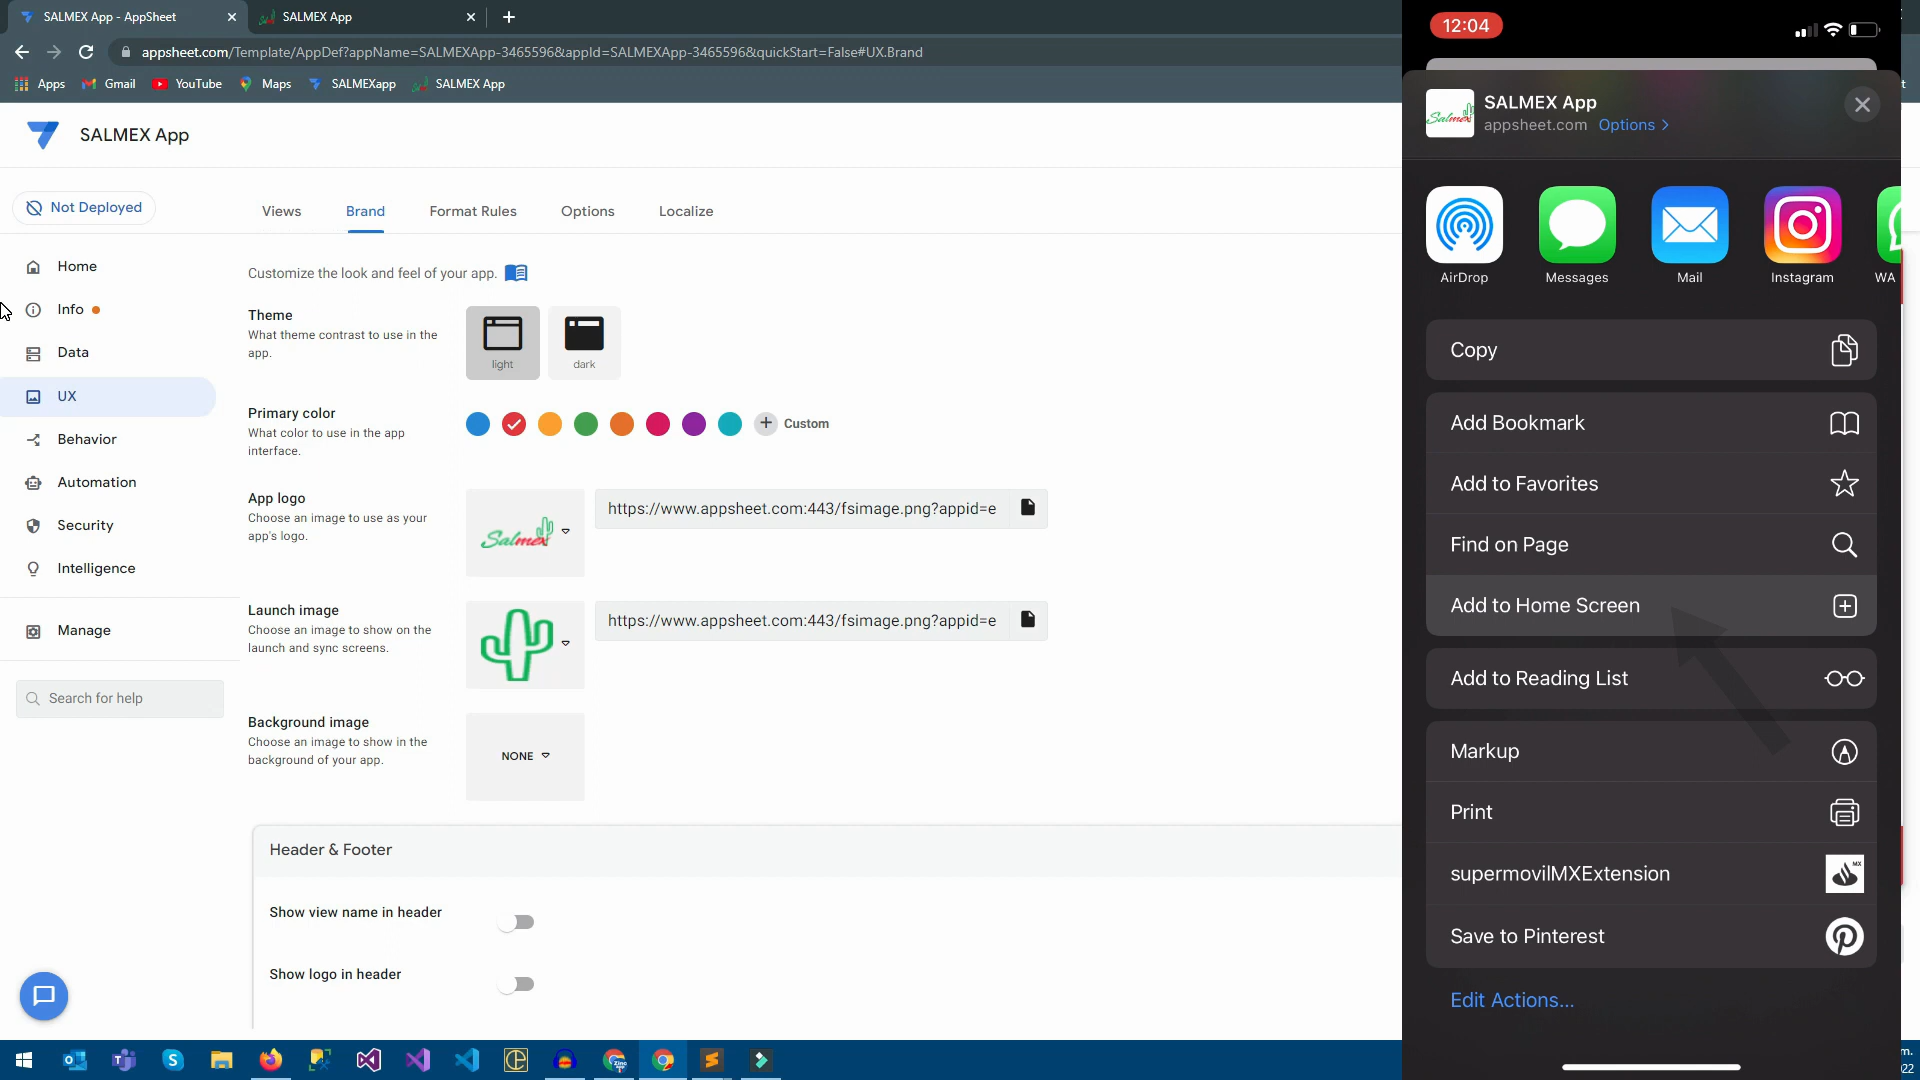 SALMEX App - AppSheet
SALMEX App
appsheet.com/Template/AppDef?appName=SALMEXApp-3465596&appId=SALMEXApp-3465596&quickStart=False#UX.Brand
Apps
Gmail
YouTube
Maps
SALMEXapp
SALMEX App
SALMEX App
Not Deployed
Views
Brand
Format Rules
Options
Localize
Home
Info
Data
UX
Behavior
Automation
Security
Intelligence
Manage
Search for help
Customize the look and feel of your app.
Theme
What theme contrast to use in the
app.
light
dark
Primary color
What color to use in the app
interface.
Custom
App logo
Choose an image to use as your
app's logo.
Salmex
https://www.appsheet.com:443/fsimage.png?appid=e
Launch image
Choose an image to show on the
launch and sync screens.
https://www.appsheet.com:443/fsimage.png?appid=e
Background image
Choose an image to show in the
background of your app.
NONE
Header & Footer
Show view name in header
Show logo in header
12:04
Salmex
SALMEX App
appsheet.com Options >
AirDrop
Messages
Mail
Instagram
WA
Copy
Add Bookmark
Add to Favorites
Find on Page
Add to Home Screen
Add to Reading List
Markup
Print
supermovilMXExtension
MX
Save to Pinterest
Edit Actions...